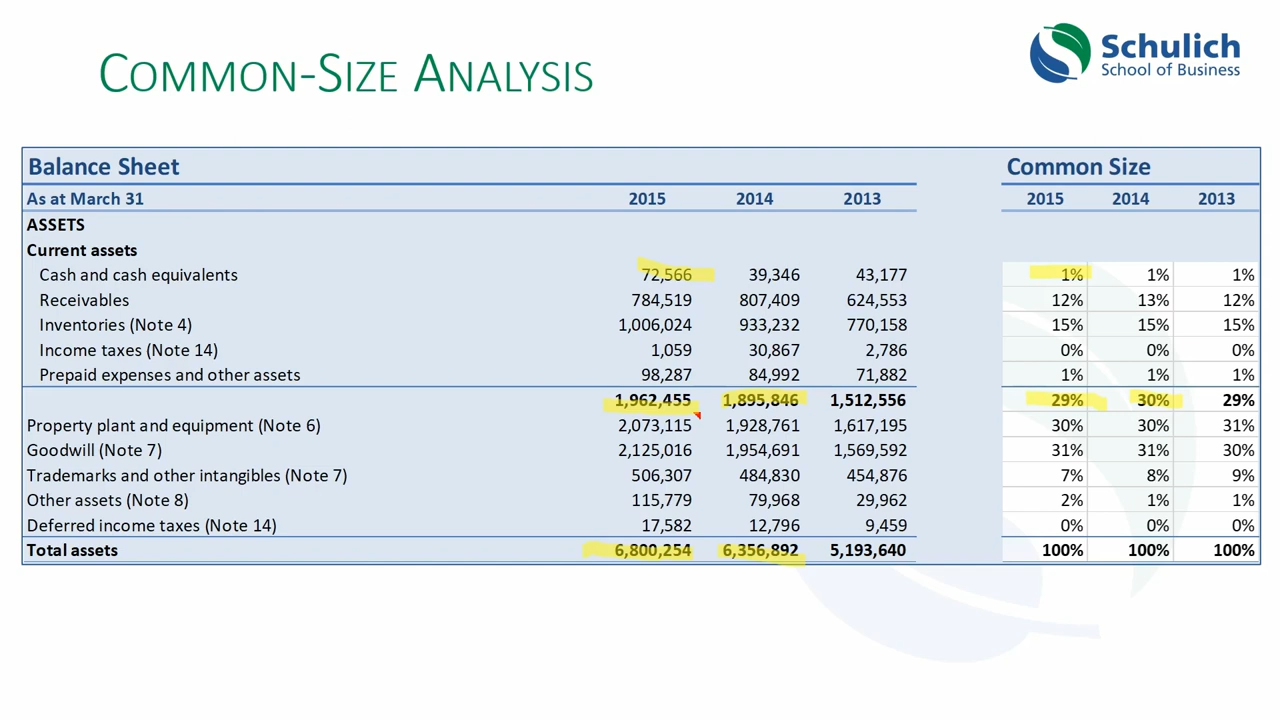 COMMON-SIZE ANALYSIS
Schulich
School of Business
Balance Sheet Common Size
As at March 31 2015 2014 2013 2015 2014 2013
ASSETS
Current assets
Cash and cash equivalents 72,566 39,346 43,177 1% 1% 1%
Receivables 784,519 807,409 624,553 12% 13% 12%
Inventories (Note 4) 1,006,024 933,232 770,158 15% 15% 15%
Income taxes (Note 14) 1,059 30,867 2,786 0% 0% 0%
Prepaid expenses and other assets 98,287 84,992 71,882 1% 1% 1%
1,962,455 1,895,846 1,512,556 29% 30% 29%
Property plant and equipment (Note 6) 2,073,115 1,928,761 1,617,195 30% 30% 31%
Goodwill (Note 7) 2,125,016 1,954,691 1,569,592 31% 31% 30%
Trademarks and other intangibles (Note 7) 506,307 484,830 454,876 7% 8% 9%
Other assets (Note 8) 115,779 79,968 29,962 2% 1% 1%
Deferred income taxes (Note 14) 17,582 12,796 9,459 0% 0% 0%
Total assets 6,800,254 6,356,892 5,193,640 100% 100% 100%